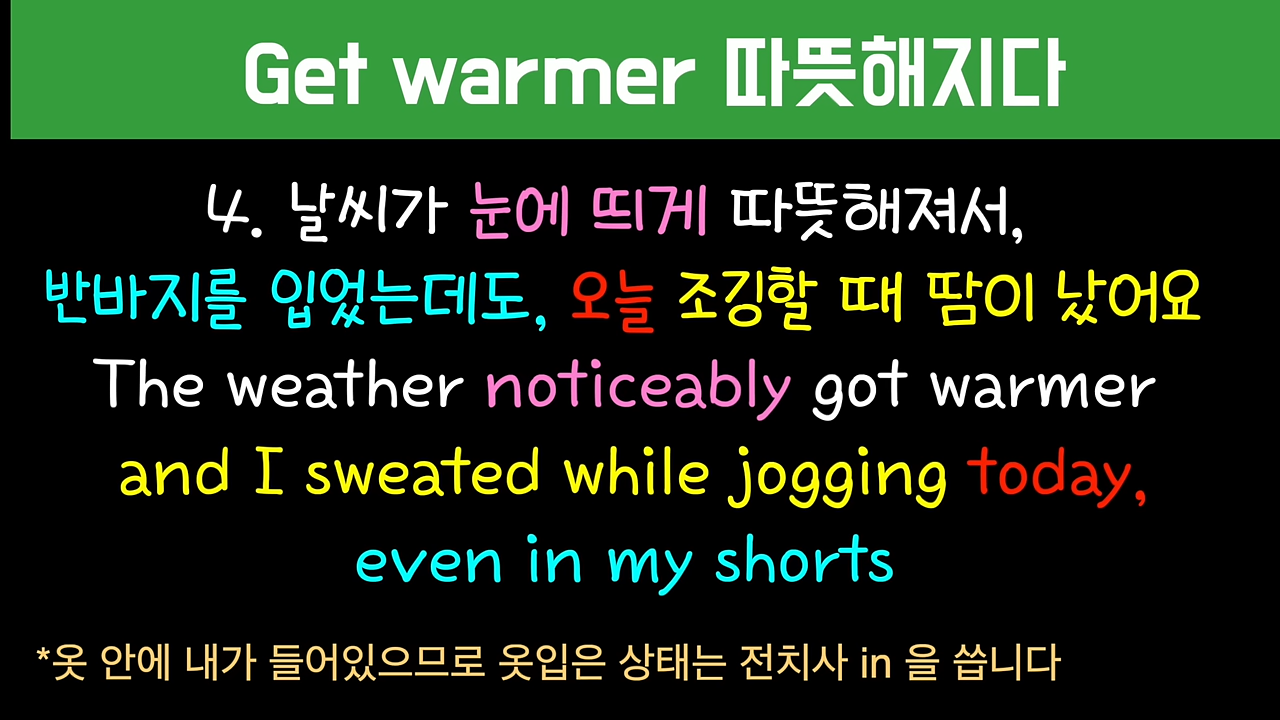 Get warmer 따뜻해지다
4. 날씨가 눈에 띄게 따뜻해져서,
반바지를 입었는데도, 오늘 조깅할 때 땀이 났어요
The weather noticeably got warmer
and I sweated while jogging today,
even in my shorts
*옷 안에 내가 들어있으므로 옷입은 상태는 전치사 in 을 씁니다